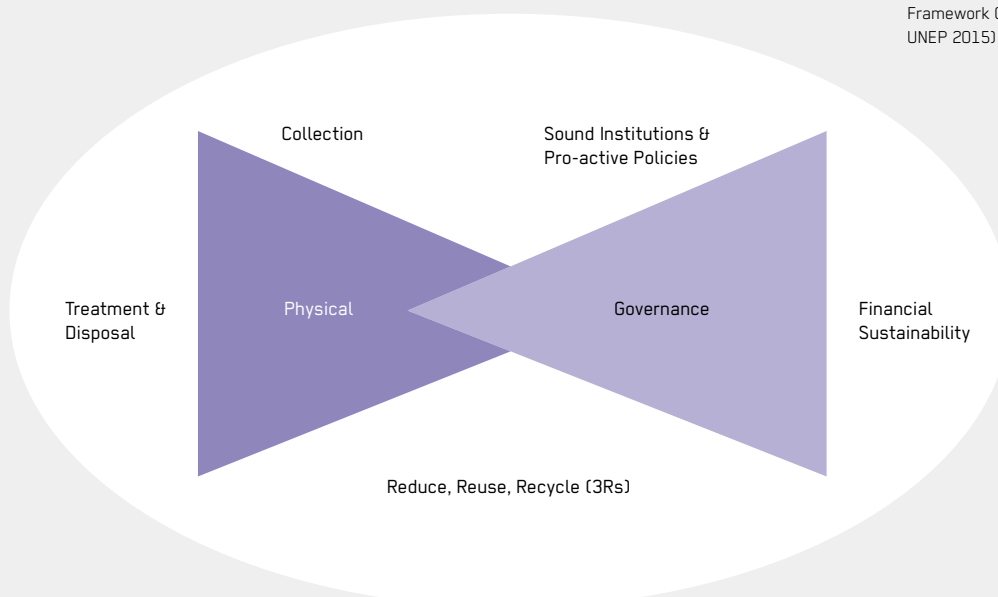 Framework (
UNEP 2015)
Collection
Sound Institutions &
Pro-active Policies
Treatment &
Disposal
Physical
Governance
Financial
Sustainability
Reduce, Reuse, Recycle (3Rs)